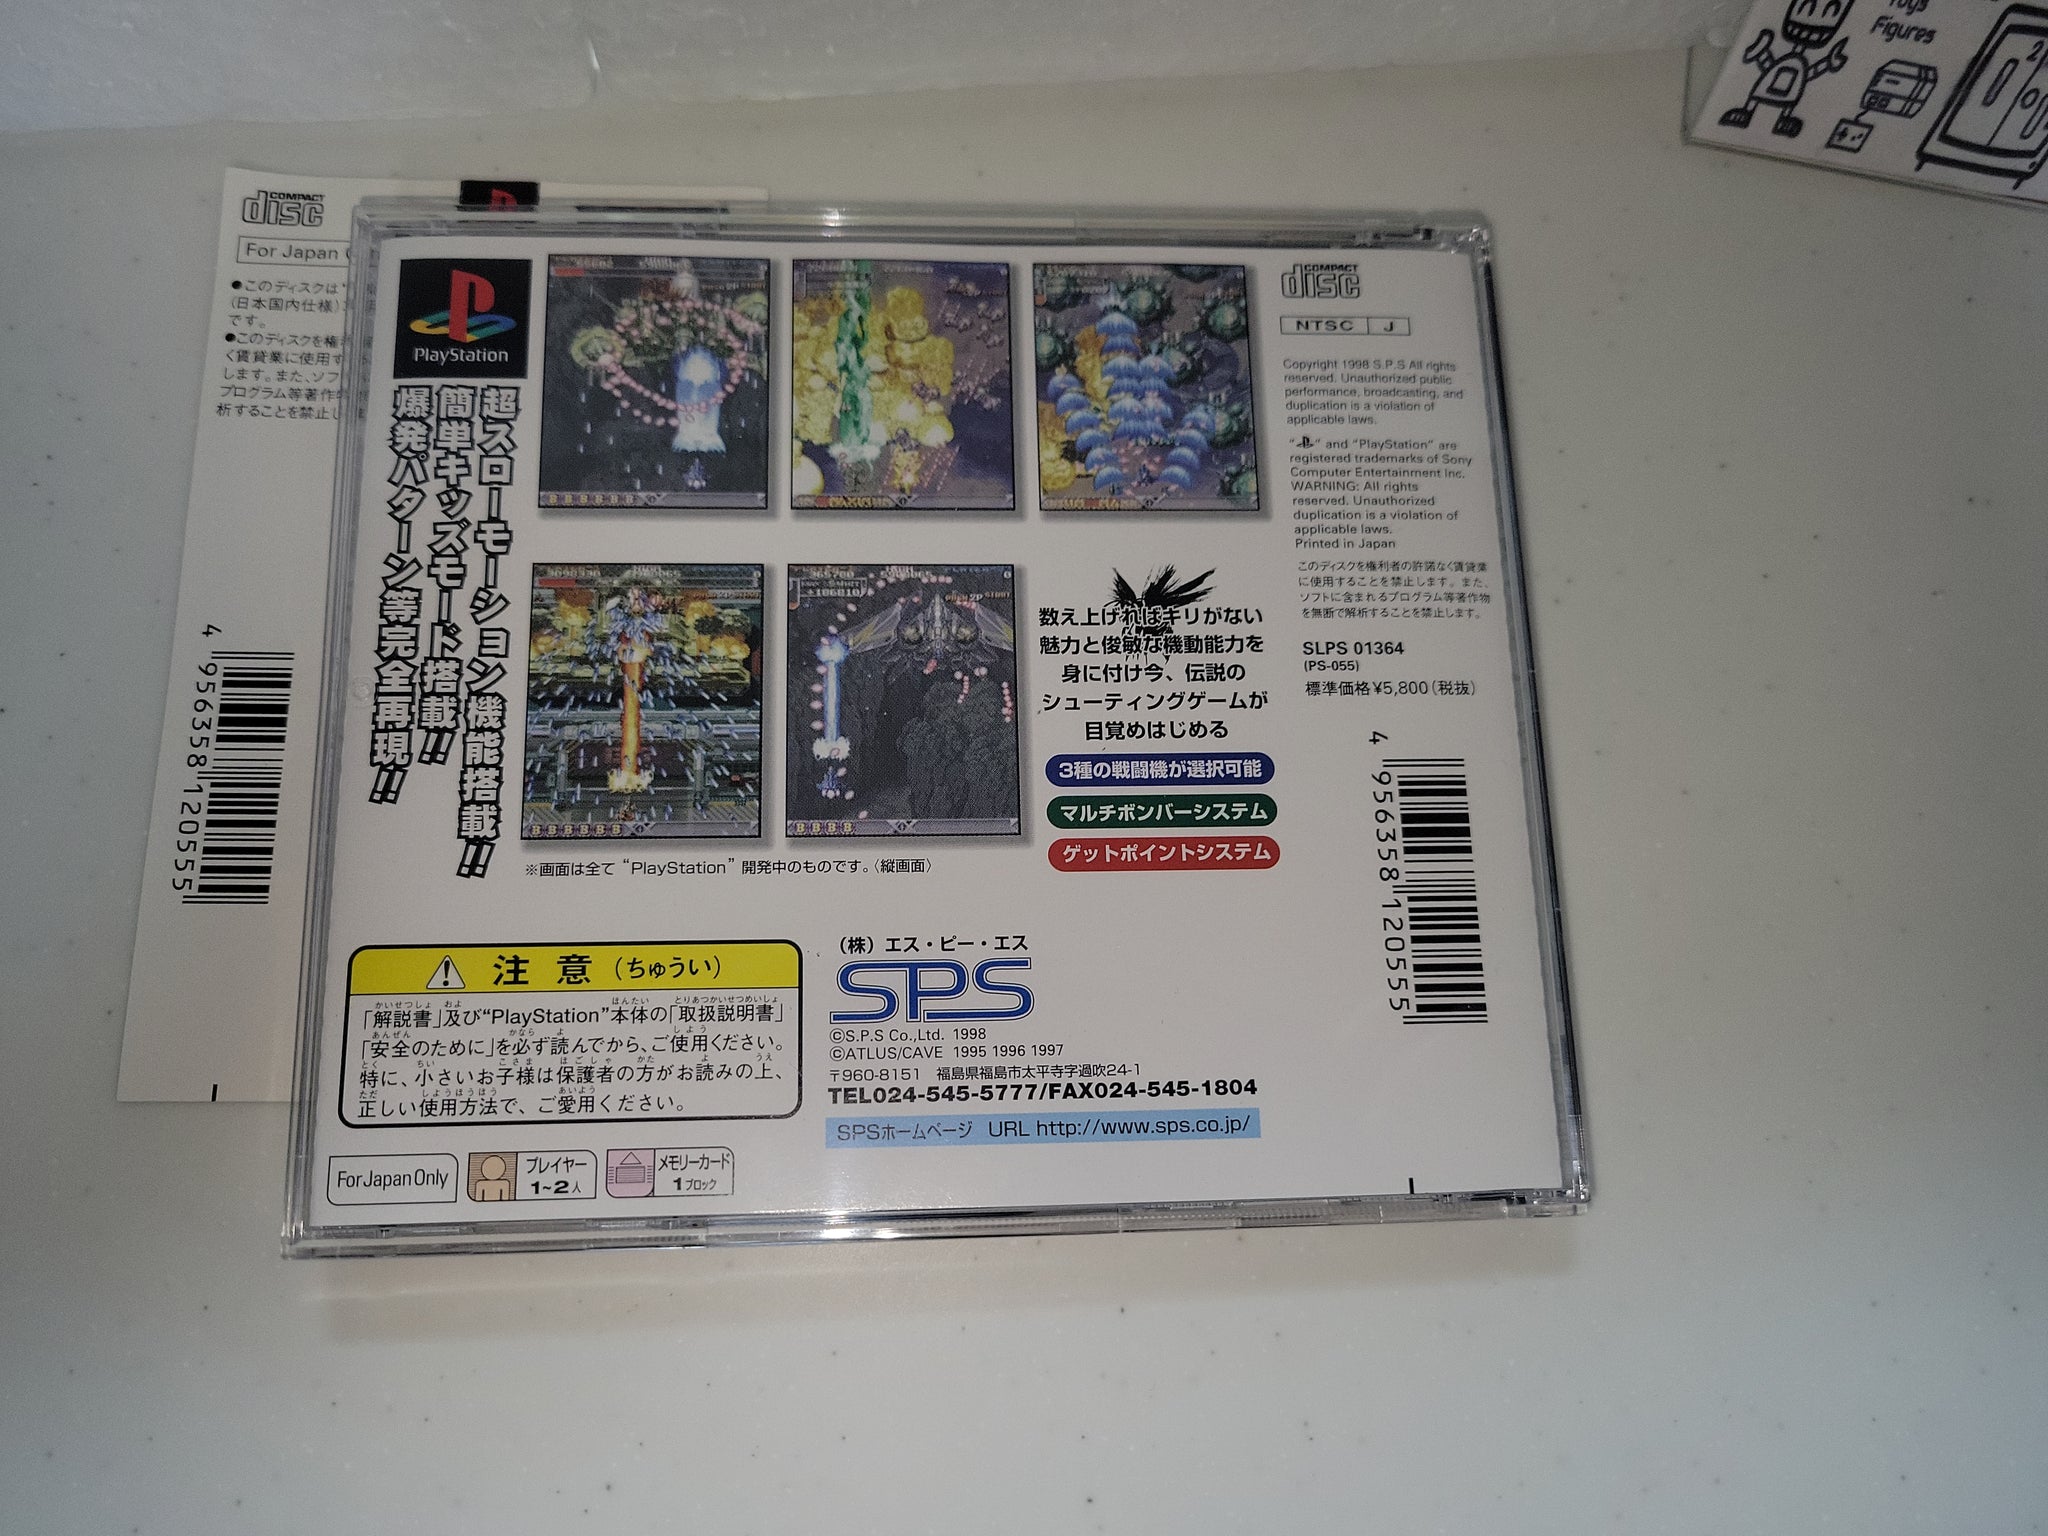 Toys
Figures
COMPACT
disc
For Japan
●このディスクは
(日本国内仕様)
です。
●このディスクを権
く賃貸業に使用す
します。また、ソフ
プログラム等著作
析することを禁止し
4 956358 120555
PlayStation
超スローモーション機能搭載!!
簡単キッズモード搭載!!
爆発パターン等完全再現!!
※画面は全て“PlayStation”開発中のものです。〈縦画面〉
数え上げればキリがない
魅力と俊敏な機動能力を
身に付け今、伝説の
シューティングゲームが
目覚めはじめる
3種の戦闘機が選択可能
マルチボンバーシステム
ゲットポイントシステム
COMPACT
disc
NTSC J
Copyright 1998 S.P.S All rights
reserved. Unauthorized public
performance, broadcasting, and
duplication is a violation of
applicable laws.
“ ” and “PlayStation” are
registered trademarks of Sony
Computer Entertainment Inc.
WARNING: All rights
reserved. Unauthorized
duplication is a violation of
applicable laws.
Printed in Japan
このディスクを権利者の許諾なく賃貸業
に使用することを禁止します。また、
ソフトに含まれるプログラム等著作物
を無断で解析することを禁止します。
SLPS 01364
(PS-055)
標準価格¥5,800(税抜)
4 956358 120555
注意(ちゅうい)
「解説書」及び“PlayStation”本体の「取扱説明書」
「安全のために」を必ず読んでから、ご使用ください。
特に、小さいお子様は保護者の方がお読みの上、
正しい使用方法で、ご愛用ください。
(株)エス・ピー・エス
SPS
©S.P.S Co.,Ltd. 1998
©ATLUS/CAVE 1995 1996 1997
〒960-8151 福島県福島市太平寺字過吹24-1
TEL024-545-5777/FAX024-545-1804
SPSホームページ URL http://www.sps.co.jp/
For Japan Only
プレイヤー
1~2人
メモリーカード
1ブロック